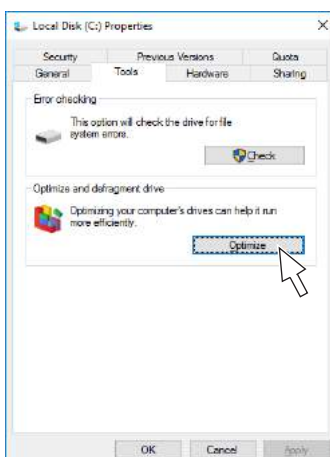 Local Disk (C:) Properties
Security Previous Versions Quota
General Tools Hardware Sharing
Error checking
This option will check the drive for file
system errors.
Check
Optimize and defragment drive
Optimizing your computer's drives can help it run
more efficiently.
Optimize
OK Cancel Apply